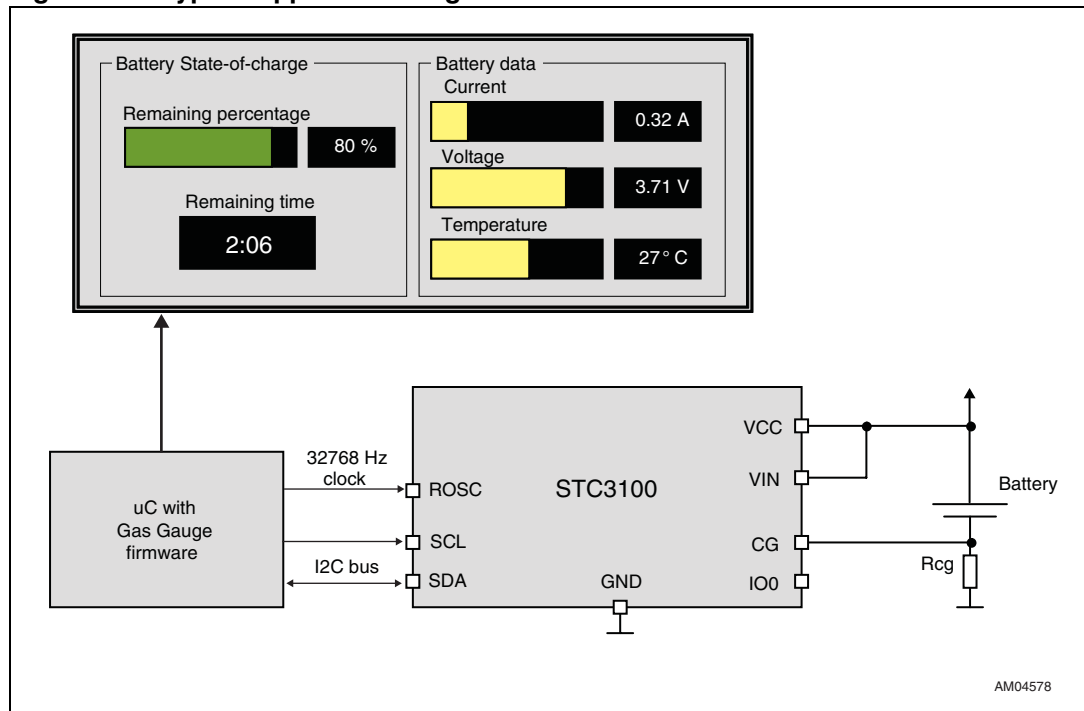 Battery State-of-charge
Remaining percentage
80 %
Remaining time
2:06
Battery data
Current
0.32 A
Voltage
3.71 V
Temperature
27° C
uC with
Gas Gauge
firmware
32768 Hz
clock
I2C bus
ROSC
SCL
SDA
STC3100
GND
VCC
VIN
CG
IO0
Battery
Rcg
AM04578